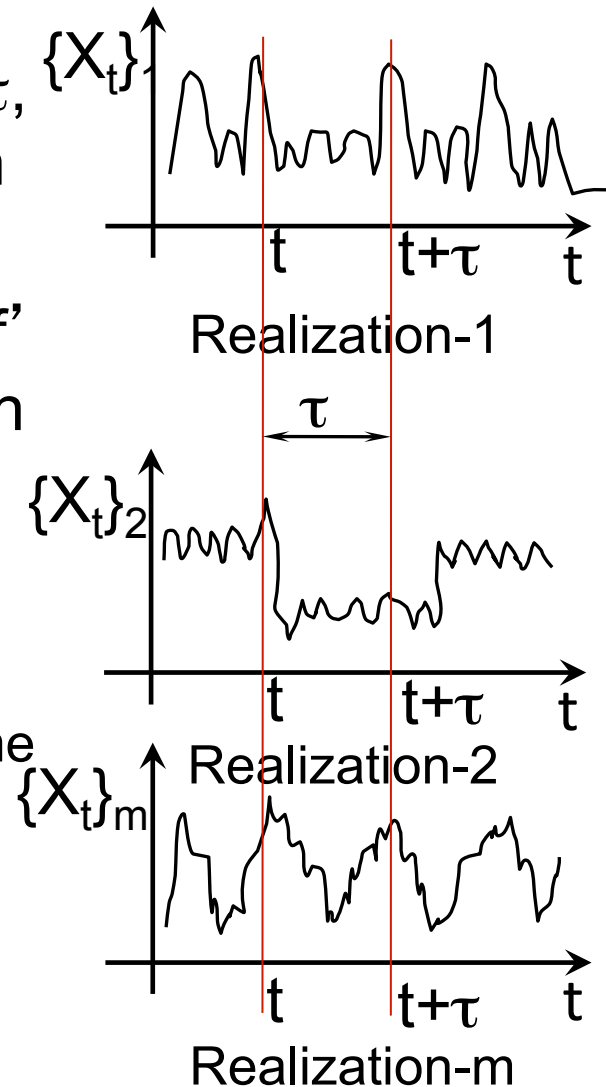 {Xₜ}
τ,
t t+τ t
Realization-1
τ
{Xₜ}₂
t t+τ t
Realization-2
{Xₜ}ₘ
t t+τ t
Realization-m